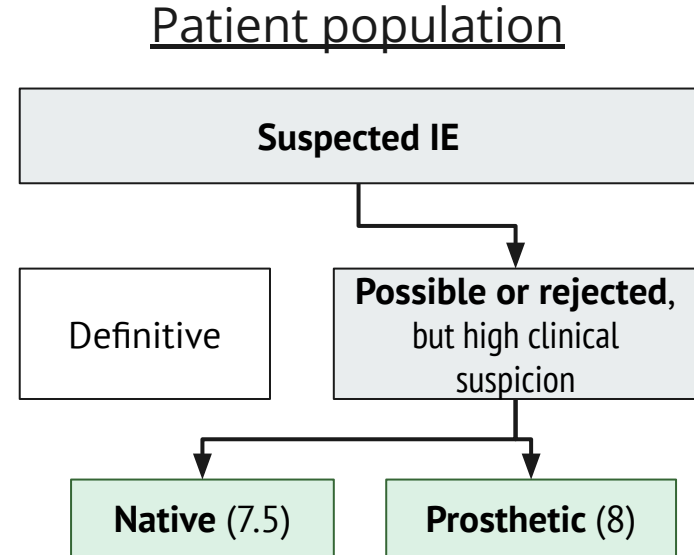 Patient population
Suspected IE
Definitive
Possible or rejected,
but high clinical
suspicion
Native (7.5)
Prosthetic (8)